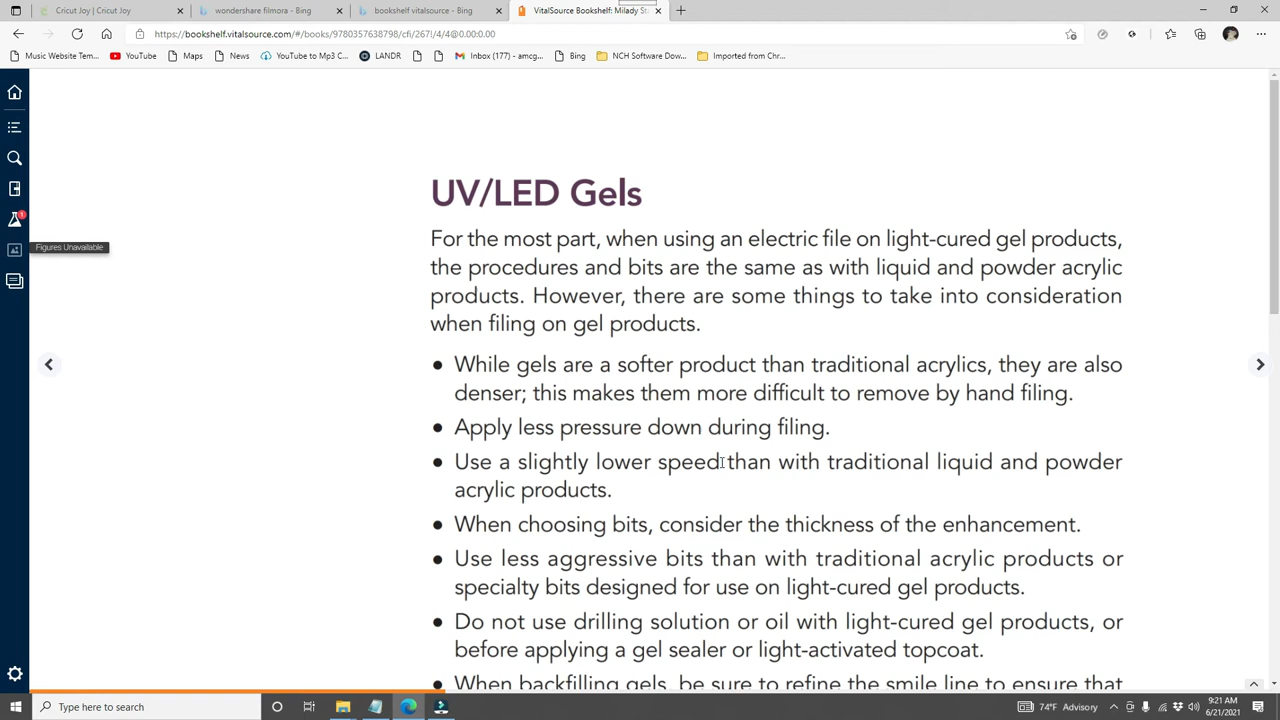 Cricut Joy | Cricut Joy
wondershare filmora - Bing
bookshelf vitalsource - Bing
VitalSource Bookshelf: Milady St
https://bookshelf.vitalsource.com/#/books/9780357638798/cfi/267!/4/4@0.00:0.00
Music Website Tem...
YouTube
Maps
News
YouTube to Mp3 C...
LANDR
Inbox (177) - amcg...
Bing
NCH Software Dow...
Imported from Chr...
1
Figures Unavailable
UV/LED Gels
For the most part, when using an electric file on light-cured gel products,
the procedures and bits are the same as with liquid and powder acrylic
products. However, there are some things to take into consideration
when filing on gel products.
● While gels are a softer product than traditional acrylics, they are also
denser; this makes them more difficult to remove by hand filing.
● Apply less pressure down during filing.
● Use a slightly lower speed than with traditional liquid and powder
acrylic products.
● When choosing bits, consider the thickness of the enhancement.
● Use less aggressive bits than with traditional acrylic products or
specialty bits designed for use on light-cured gel products.
● Do not use drilling solution or oil with light-cured gel products, or
before applying a gel sealer or light-activated topcoat.
● When backfilling gels, be sure to refine the smile line to ensure that
Type here to search
74°F Advisory
9:21 AM
6/21/2021